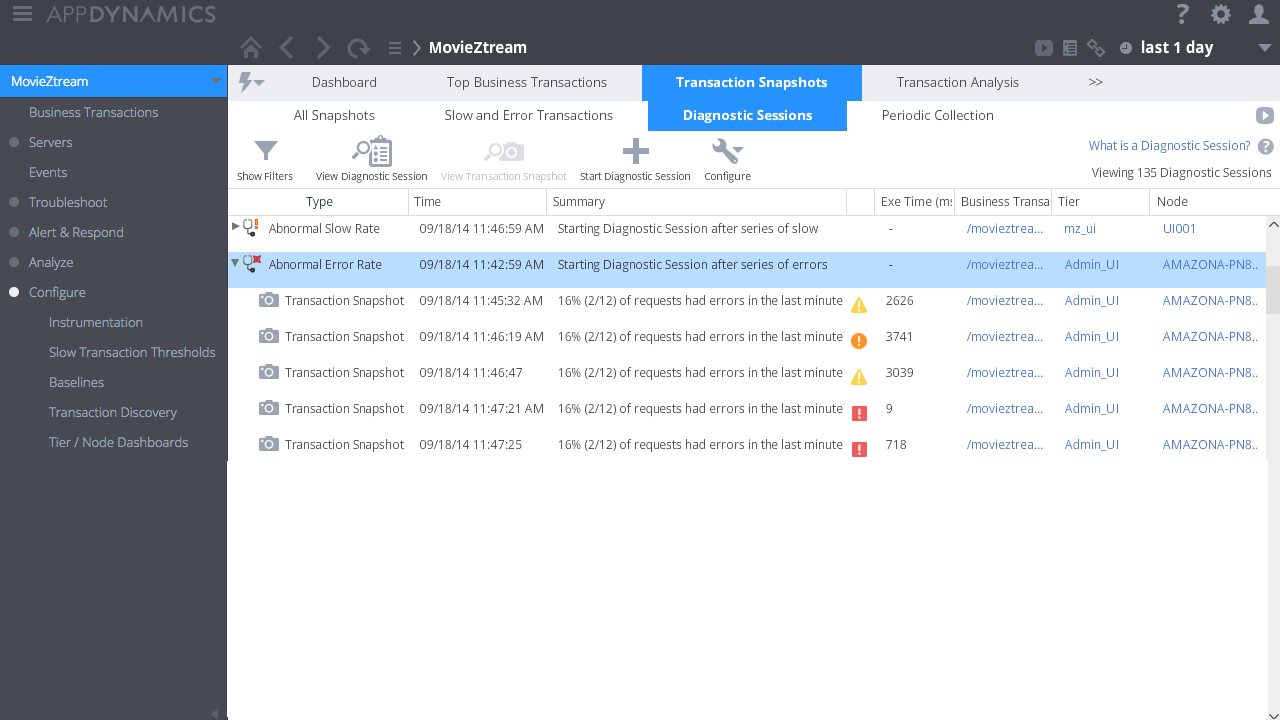 APPDYNAMICS
?
MovieZtream
last 1 day
MovieZtream
Business Transactions
Servers
Events
Troubleshoot
Alert & Respond
Analyze
Configure
Instrumentation
Slow Transaction Thresholds
Baselines
Transaction Discovery
Tier / Node Dashboards
Dashboard
Top Business Transactions
Transaction Snapshots
Transaction Analysis
>>
All Snapshots
Slow and Error Transactions
Diagnostic Sessions
Periodic Collection
Show Filters
View Diagnostic Session
View Transaction Snapshot
Start Diagnostic Session
Configure
What is a Diagnostic Session? ?
Viewing 135 Diagnostic Sessions
Type Time Summary Exe Time (ms Business Transa Tier Node
Abnormal Slow Rate 09/18/14 11:46:59 AM Starting Diagnostic Session after series of slow - /movieztrea... mz_ui UI001
Abnormal Error Rate 09/18/14 11:42:59 AM Starting Diagnostic Session after series of errors - /movieztrea... Admin_UI AMAZONA-PN8..
Transaction Snapshot 09/18/14 11:45:32 AM 16% (2/12) of requests had errors in the last minute 2626 /movieztrea... Admin_UI AMAZONA-PN8..
Transaction Snapshot 09/18/14 11:46:19 AM 16% (2/12) of requests had errors in the last minute 3741 /movieztrea... Admin_UI AMAZONA-PN8..
Transaction Snapshot 09/18/14 11:46:47 16% (2/12) of requests had errors in the last minute 3039 /movieztrea... Admin_UI AMAZONA-PN8..
Transaction Snapshot 09/18/14 11:47:21 AM 16% (2/12) of requests had errors in the last minute 9 /movieztrea... Admin_UI AMAZONA-PN8..
Transaction Snapshot 09/18/14 11:47:25 16% (2/12) of requests had errors in the last minute 718 /movieztrea... Admin_UI AMAZONA-PN8..